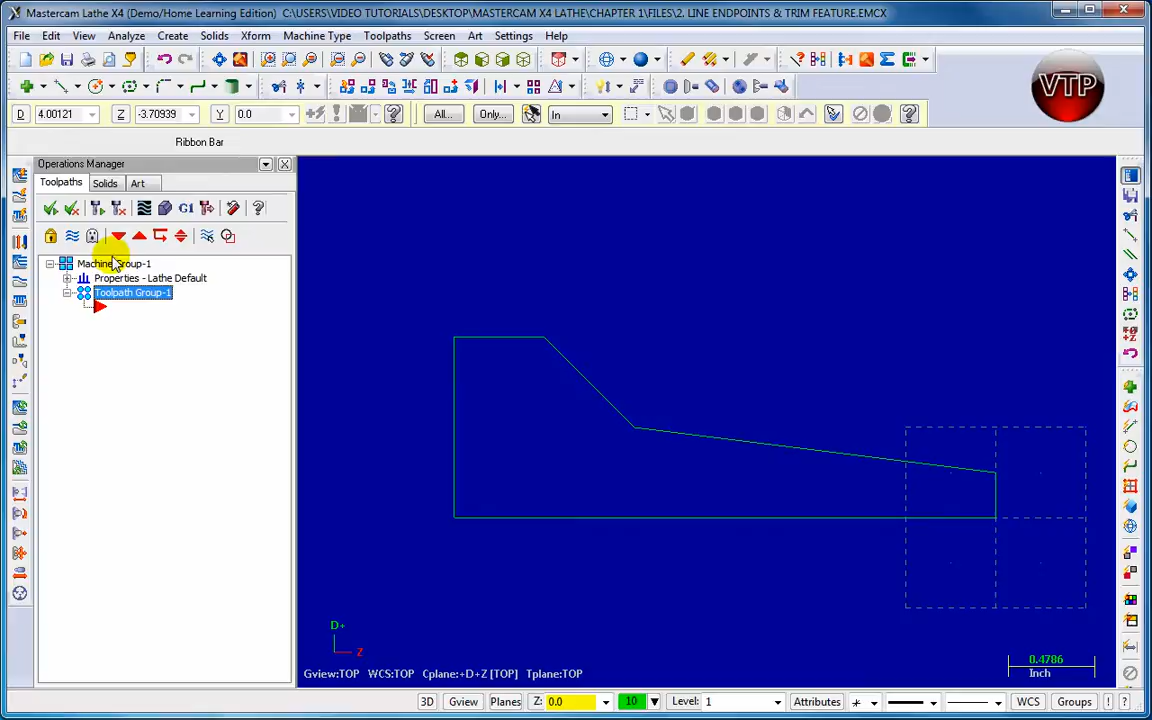 Mastercam Lathe X4 (Demo/Home Learning Edition) C:\USERS\VIDEO TUTORIALS\DESKTOP\MASTERCAM X4 LATHE\CHAPTER 1\FILES\2. LINE ENDPOINTS & TRIM FEATURE.EMCX
File Edit View Analyze Create Solids Xform Machine Type Toolpaths Screen Art Settings Help
VTP
D 4.00121 Z -3.70939 Y 0.0 All... Only... In
Ribbon Bar
Operations Manager
Toolpaths Solids Art
G1
Machine Group-1
Properties - Lathe Default
Toolpath Group-1
D+
Z
0.4786
Inch
Gview:TOP WCS:TOP Cplane:+D+Z [TOP] Tplane:TOP
3D Gview Planes Z: 0.0 10 Level: 1 Attributes WCS Groups ! ?